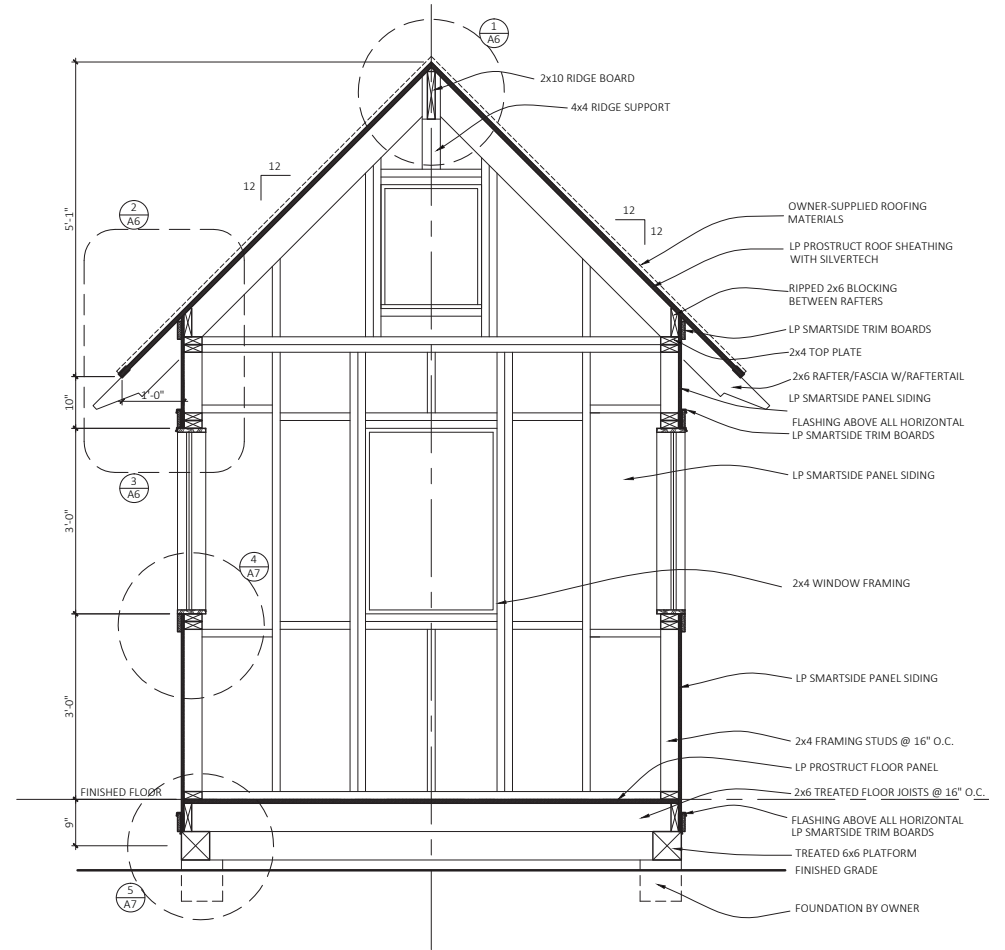 1
A6
2x10 RIDGE BOARD
4x4 RIDGE SUPPORT
12
12
12
12
2
A6
5'-1"
OWNER-SUPPLIED ROOFING
MATERIALS
LP PROSTRUCT ROOF SHEATHING
WITH SILVERTECH
RIPPED 2x6 BLOCKING
BETWEEN RAFTERS
LP SMARTSIDE TRIM BOARDS
2x4 TOP PLATE
2x6 RAFTER/FASCIA W/RAFTERTAIL
1'-0"
10"
LP SMARTSIDE PANEL SIDING
FLASHING ABOVE ALL HORIZONTAL
LP SMARTSIDE TRIM BOARDS
LP SMARTSIDE PANEL SIDING
3
A6
3'-0"
4
A7
2x4 WINDOW FRAMING
3'-0"
LP SMARTSIDE PANEL SIDING
2x4 FRAMING STUDS @ 16" O.C.
LP PROSTRUCT FLOOR PANEL
FINISHED FLOOR
2x6 TREATED FLOOR JOISTS @ 16" O.C.
9"
FLASHING ABOVE ALL HORIZONTAL
LP SMARTSIDE TRIM BOARDS
TREATED 6x6 PLATFORM
FINISHED GRADE
5
A7
FOUNDATION BY OWNER